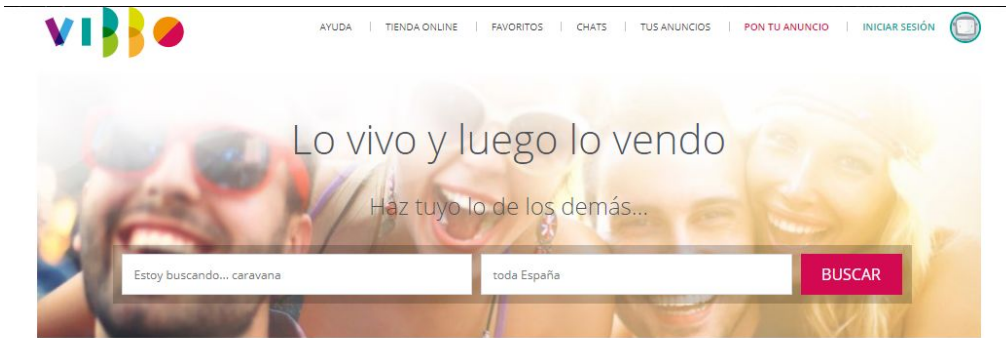 VIBBO
AYUDA | TIENDA ONLINE | FAVORITOS | CHATS | TUS ANUNCIOS | PON TU ANUNCIO | INICIAR SESIÓN
Lo vivo y luego lo vendo
Haz tuyo lo de los demás...
Estoy buscando... caravana
toda España
BUSCAR